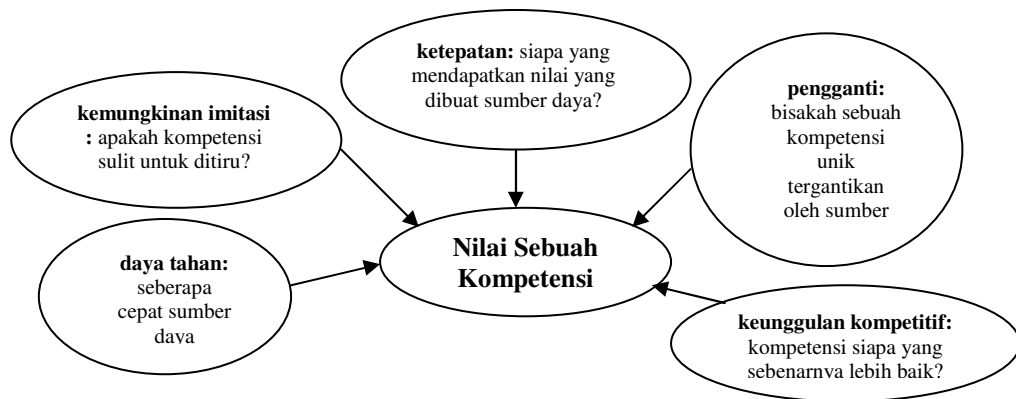 ketepatan: siapa yang
mendapatkan nilai yang
dibuat sumber daya?
kemungkinan imitasi
: apakah kompetensi
sulit untuk ditiru?
pengganti:
bisakah sebuah
kompetensi
unik
tergantikan
oleh sumber
Nilai Sebuah
Kompetensi
daya tahan:
seberapa
cepat sumber
daya
keunggulan kompetitif:
kompetensi siapa yang
sebenarnya lebih baik?